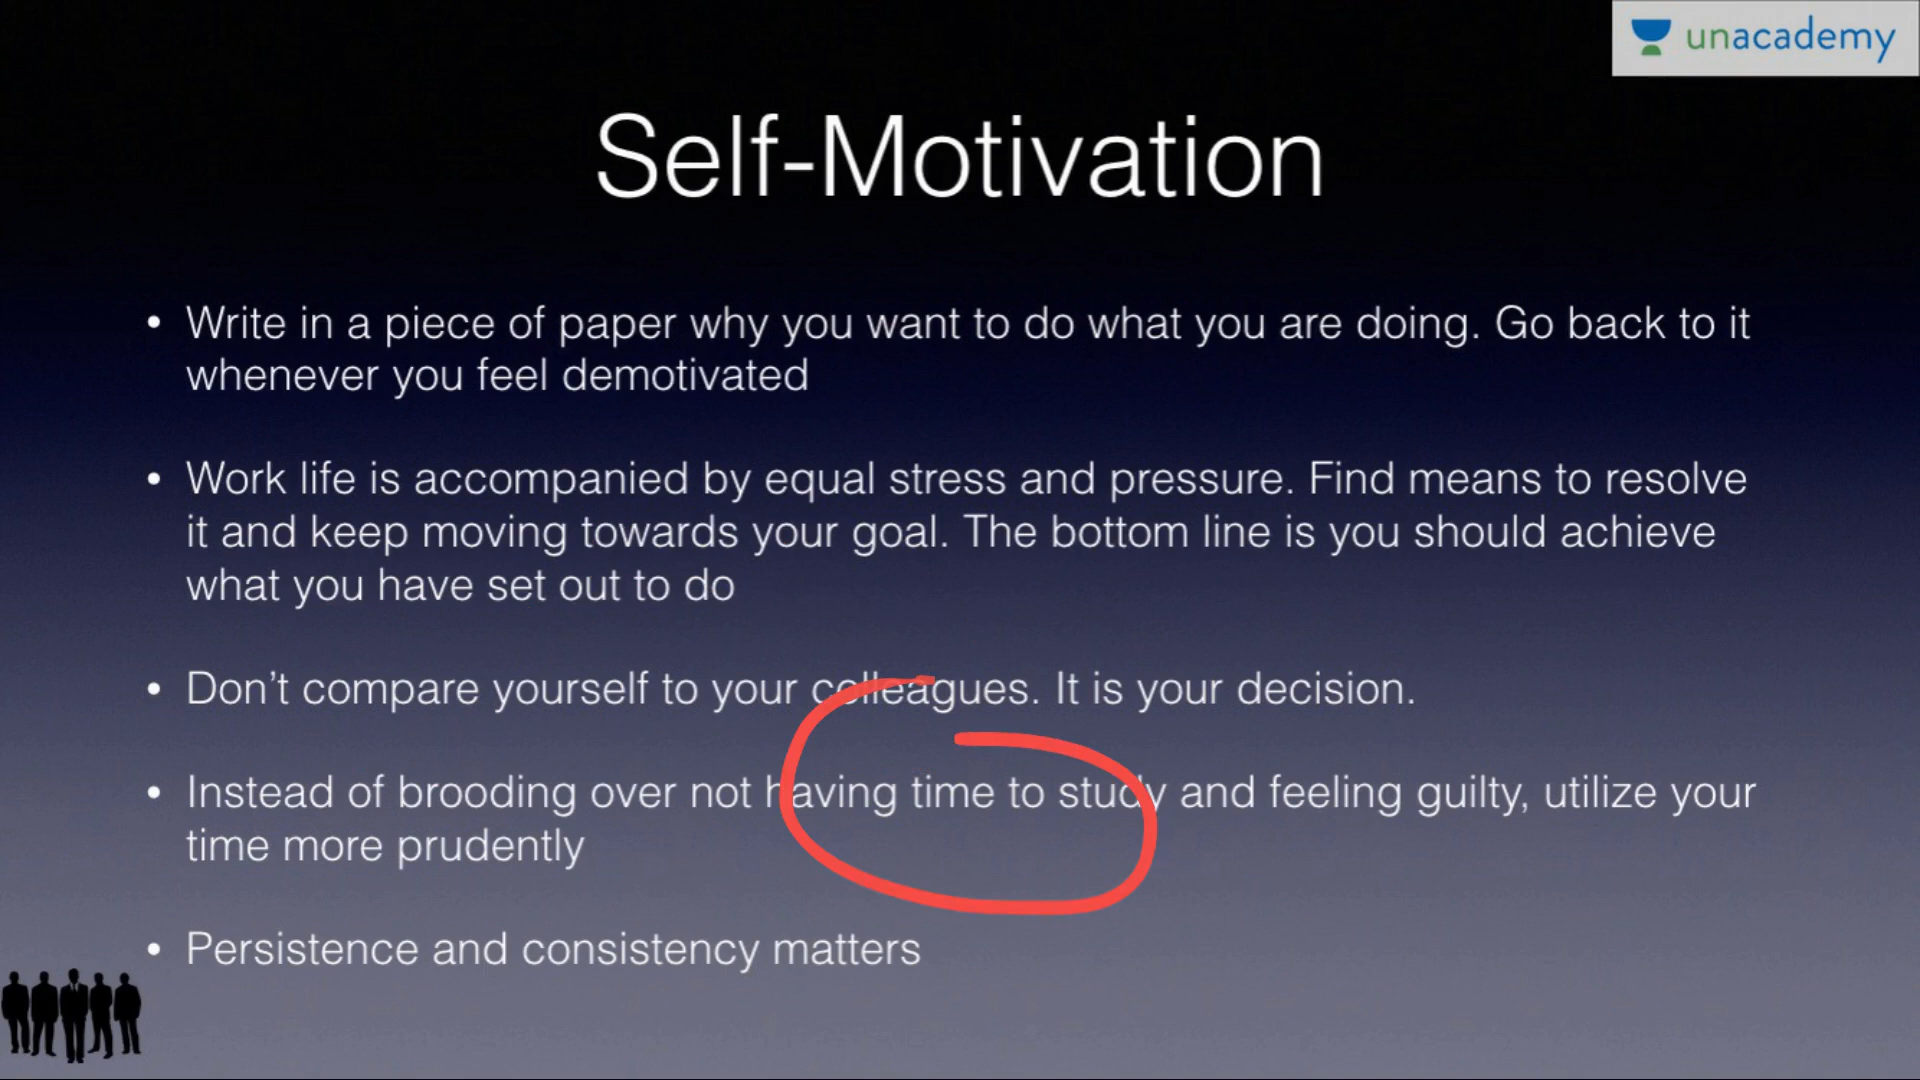 unacademy
Self-Motivation
• Write in a piece of paper why you want to do what you are doing. Go back to it
whenever you feel demotivated
• Work life is accompanied by equal stress and pressure. Find means to resolve
it and keep moving towards your goal. The bottom line is you should achieve
what you have set out to do
• Don’t compare yourself to your colleagues. It is your decision.
• Instead of brooding over not having time to study and feeling guilty, utilize your
time more prudently
• Persistence and consistency matters